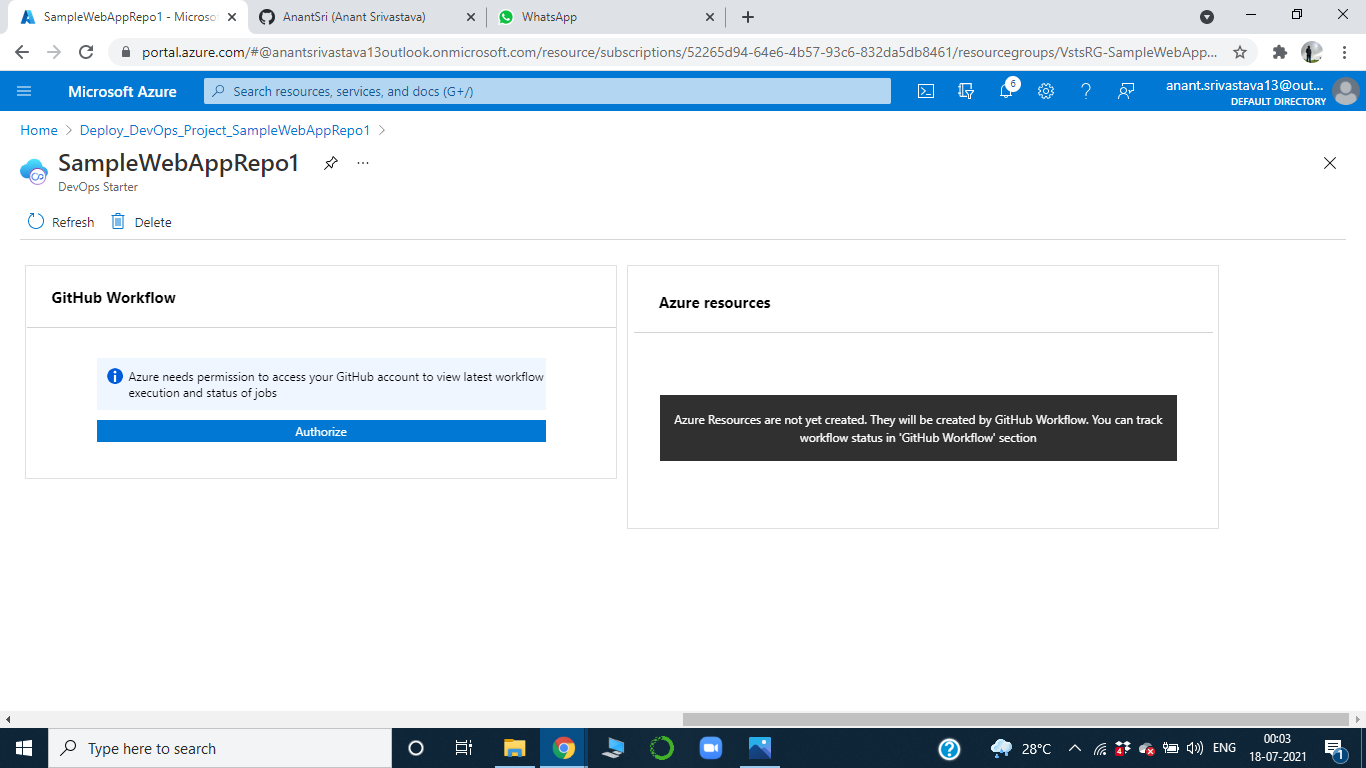 SampleWebAppRepo1 - Microso
AnantSri (Anant Srivastava)
WhatsApp
portal.azure.com/#@anantsrivastava13outlook.onmicrosoft.com/resource/subscriptions/52265d94-64e6-4b57-93c6-832da5db8461/resourcegroups/VstsRG-SampleWebApp...
Microsoft Azure
Search resources, services, and docs (G+/)
6
anant.srivastava13@out...
DEFAULT DIRECTORY
Home > Deploy_DevOps_Project_SampleWebAppRepo1 >
SampleWebAppRepo1
DevOps Starter
Refresh
Delete
GitHub Workflow
Azure needs permission to access your GitHub account to view latest workflow
execution and status of jobs
Authorize
Azure resources
Azure Resources are not yet created. They will be created by GitHub Workflow. You can track
workflow status in 'GitHub Workflow' section
Type here to search
28°C
4
ENG
00:03
18-07-2021
1